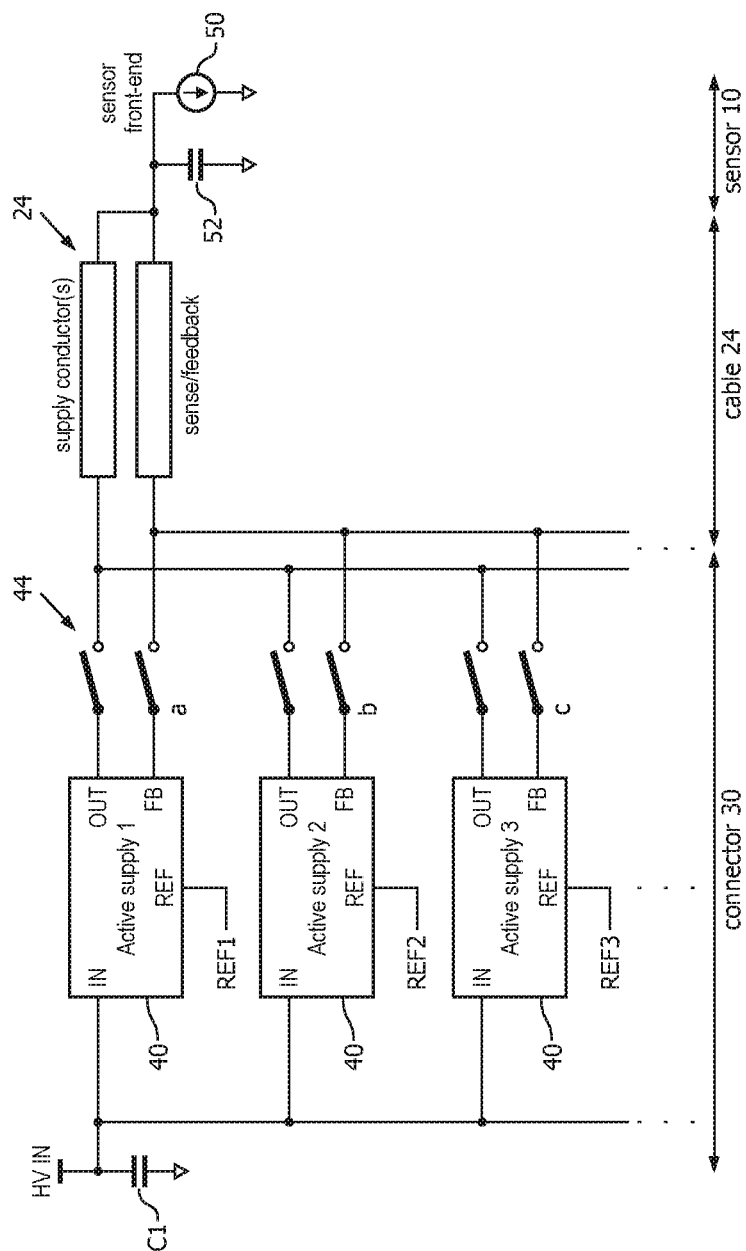 HV IN
C1
IN
OUT
Active supply 1
REF
FB
40
REF1
a
44
IN
OUT
Active supply 2
REF
FB
40
REF2
b
IN
OUT
Active supply 3
REF
FB
40
REF3
c
24
supply conductor(s)
sense/feedback
sensor
front-end
50
52
. . .
. . .
. . .
connector 30
cable 24
sensor 10